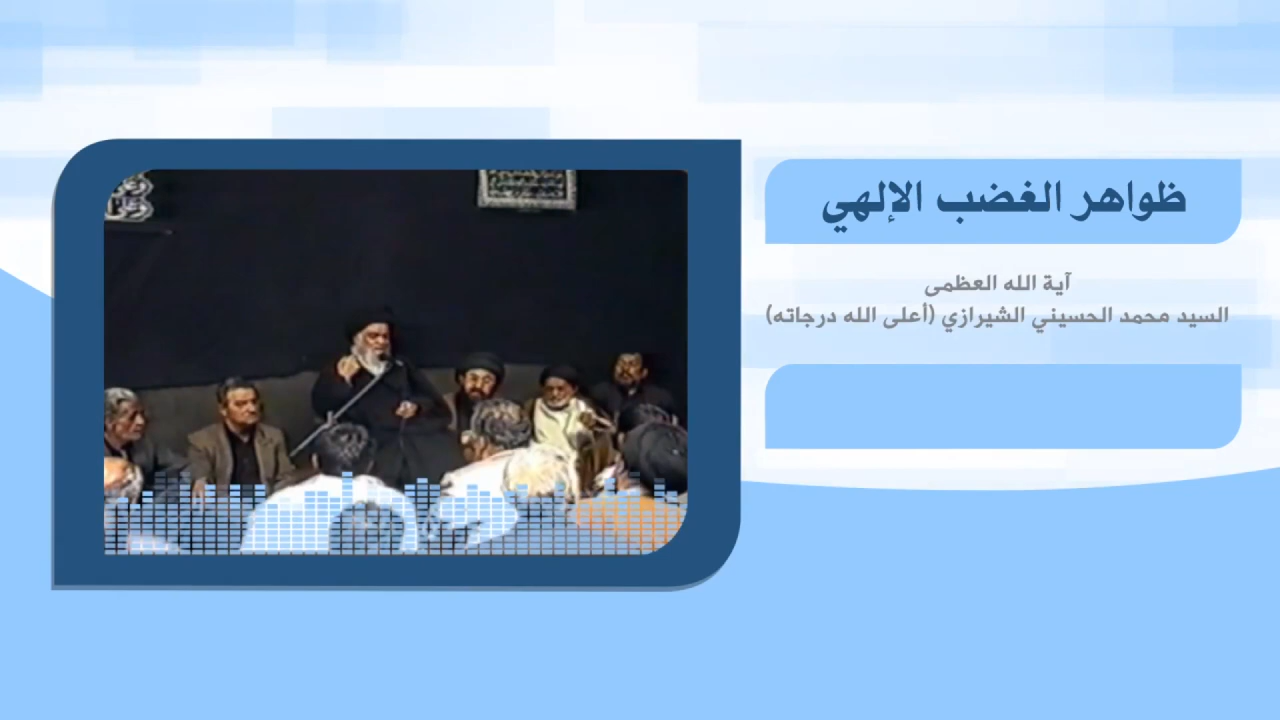 ظواهر الغضب الإلهي
آية الله العظمى
السيد محمد الحسيني الشيرازي (أعلى الله درجاته)